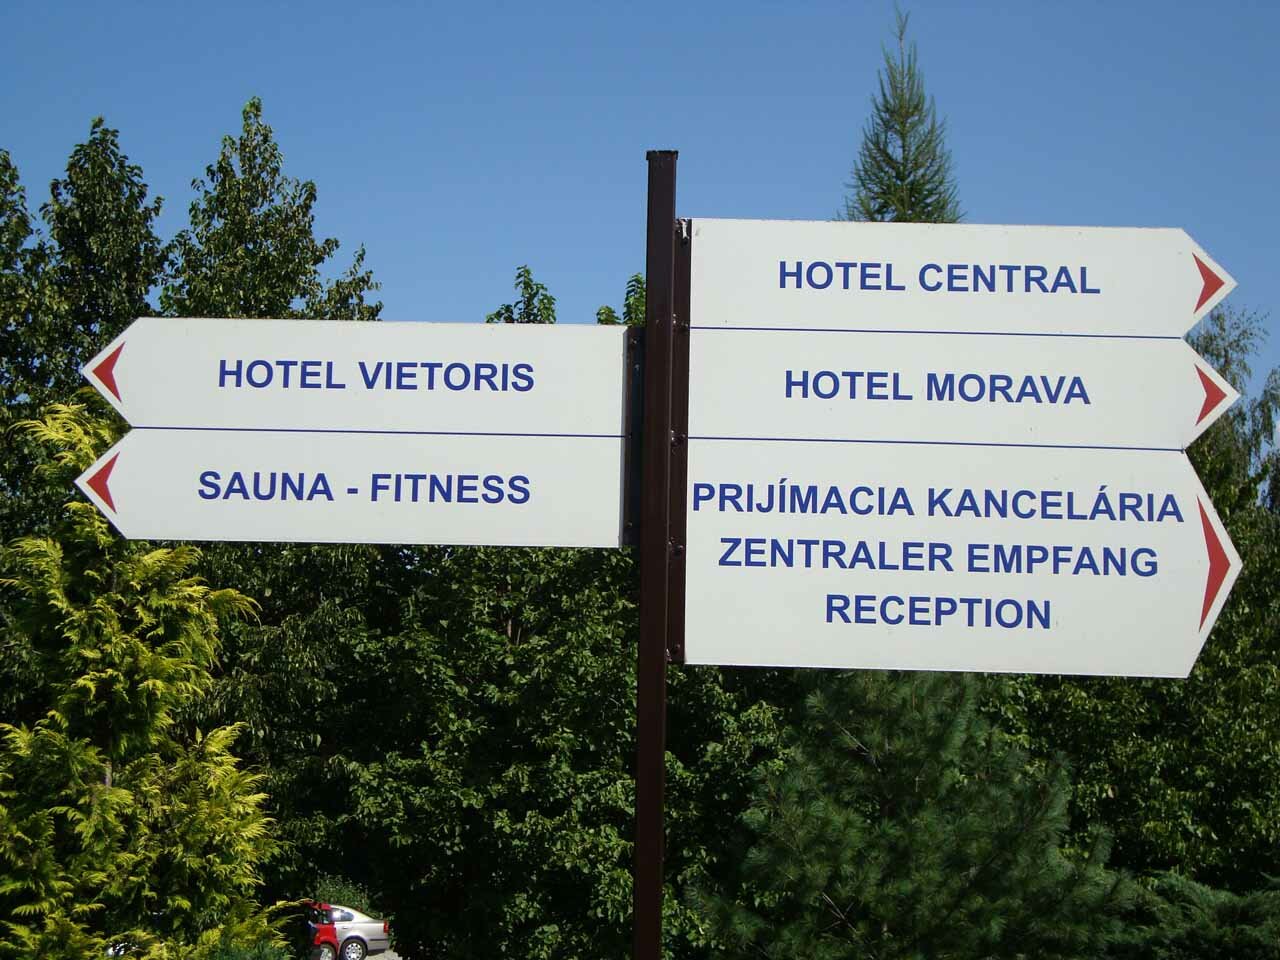 HOTEL VIETORIS
SAUNA - FITNESS
HOTEL CENTRAL
HOTEL MORAVA
PRIJÍMACIA KANCELÁRIA
ZENTRALER EMPFANG
RECEPTION